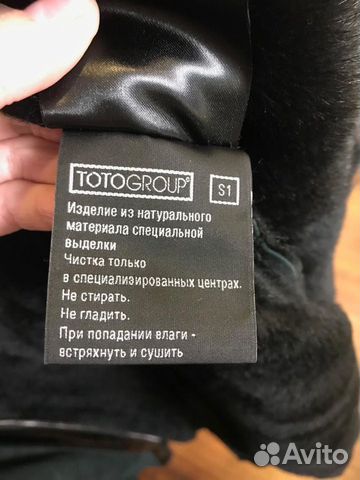 TOTOGROUP®
S1
Изделие из натурального
материала специальной
выделки
Чистка только
в специализированных центрах.
Не стирать.
Не гладить.
При попадании влаги -
встряхнуть и сушить
Avito